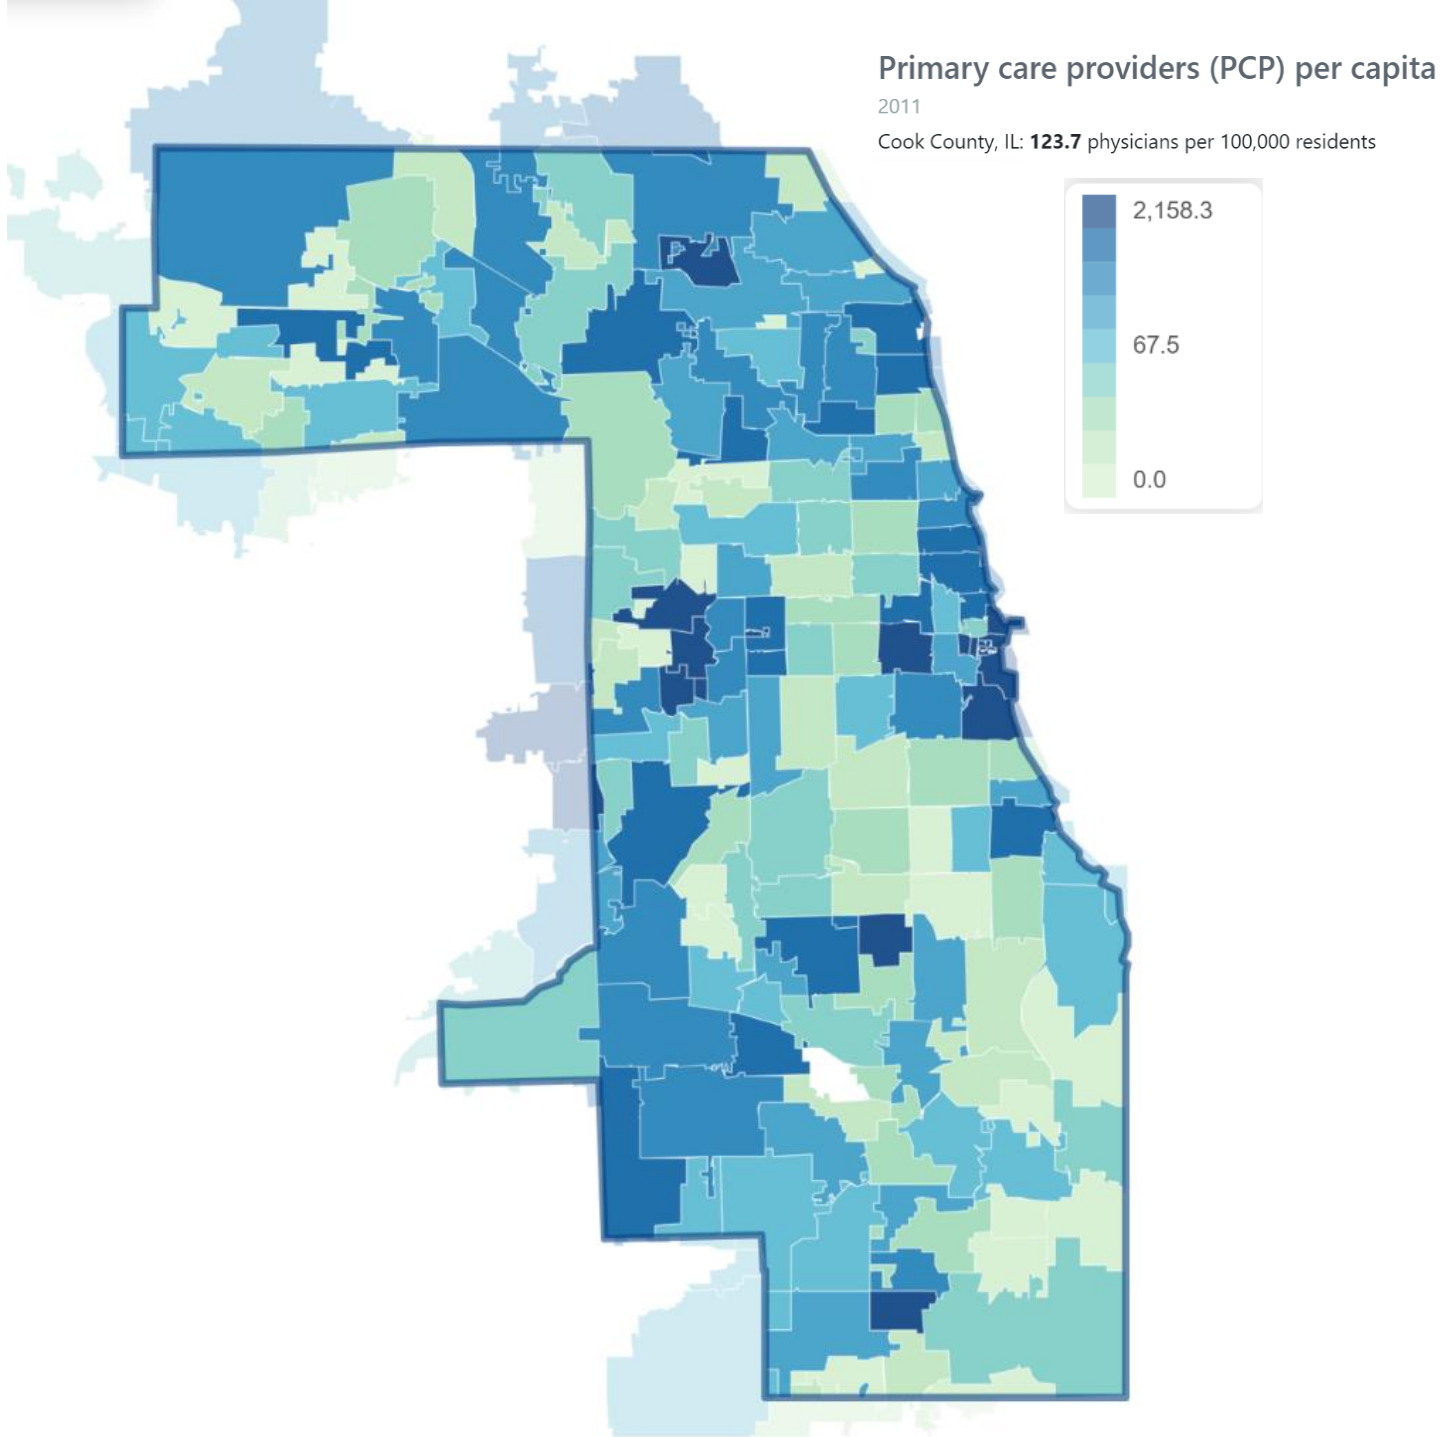 Primary care providers (PCP) per capita
2011
Cook County, IL: 123.7 physicians per 100,000 residents
2,158.3
67.5
0.0